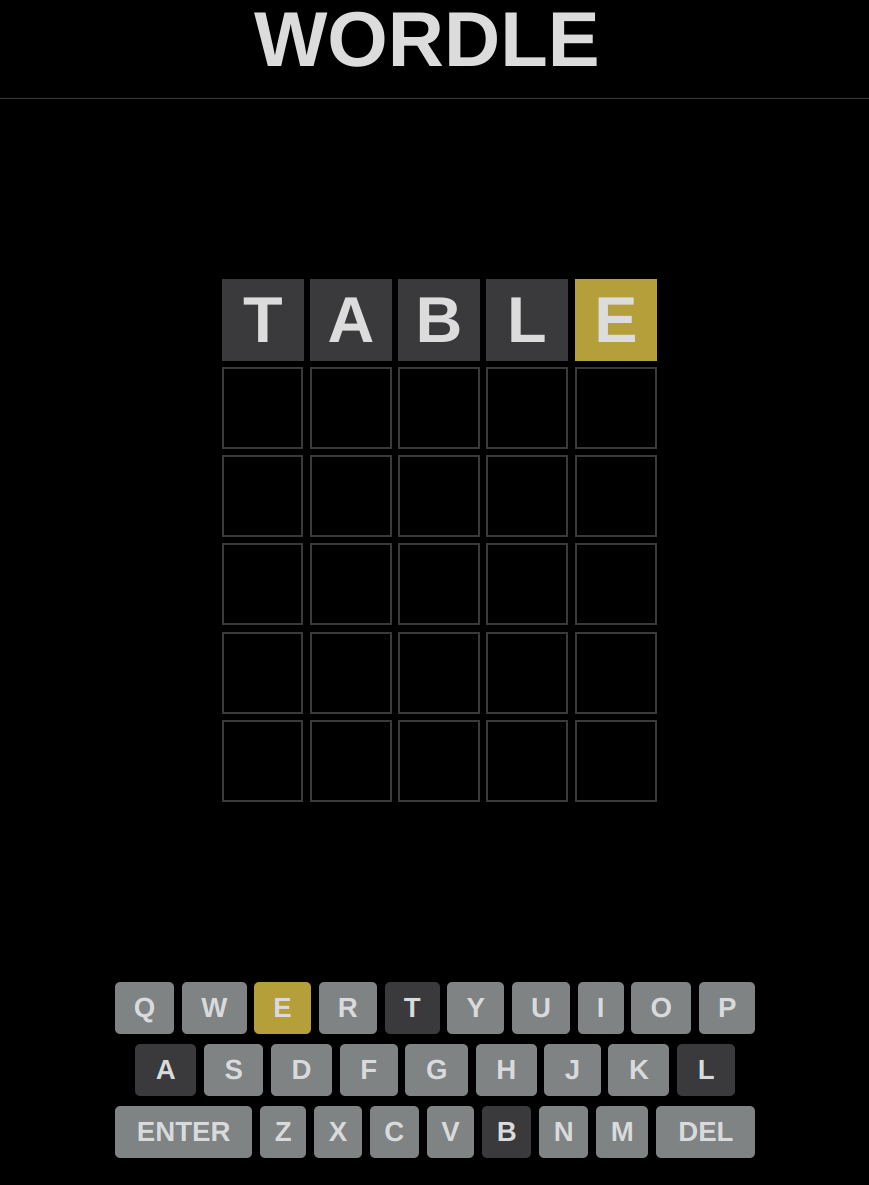 WORDLE
T A B L E
Q W E R T Y U I O P
A S D F G H J K L
ENTER Z X C V B N M DEL